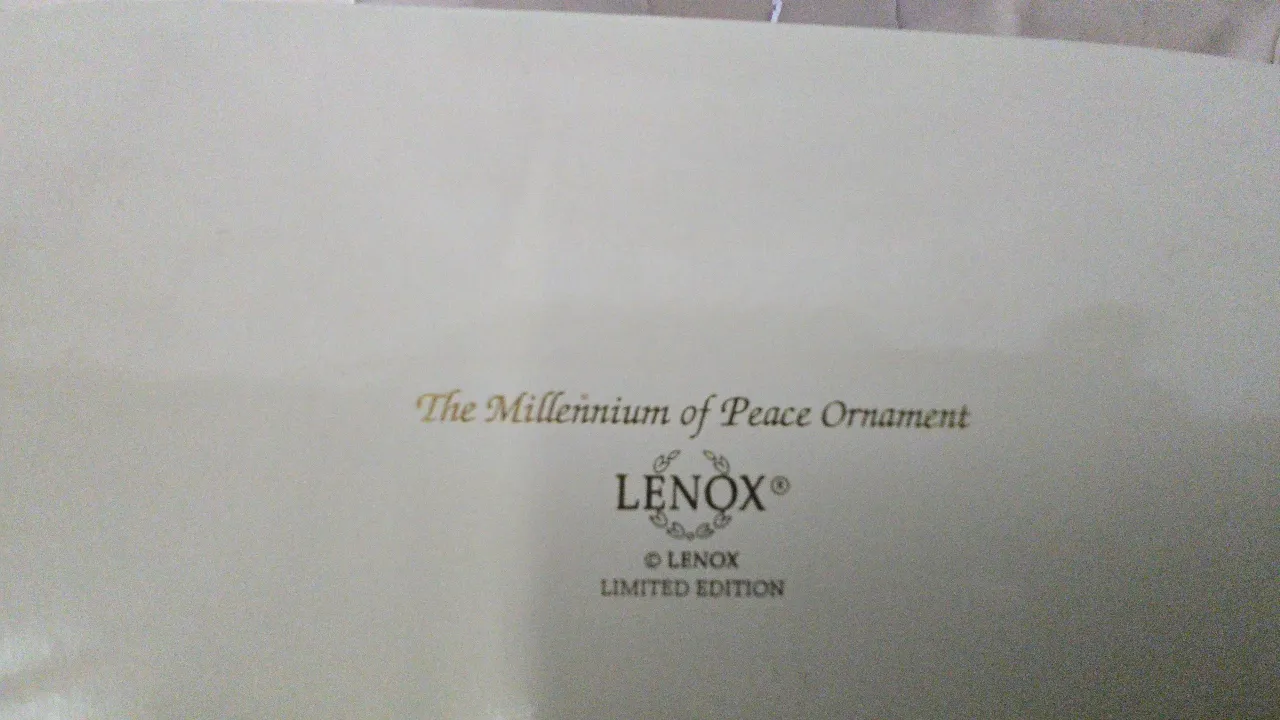 The Millennium of Peace Ornament
LENOX®
© LENOX
LIMITED EDITION